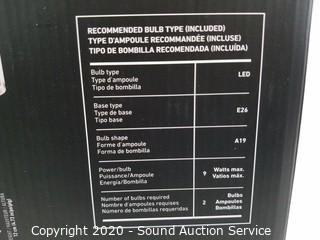 RECOMMENDED BULB TYPE (INCLUDED)
TYPE D'AMPOULE RECOMMANDÉE (INCLUSE)
TIPO DE BOMBILLA RECOMENDADA (INCLUÍDA)
Bulb type
Type d'ampoule
Tipo de bombilla
LED
Base type
Type de base
Tipo base
E26
Bulb shape
Forme d'ampoule
Forma de bombilla
A19
Power/bulb
Puissance/Ampoule
Energía/Bombilla
9 Watts max.
Vatios máx.
Number of bulbs required
Nombre d'ampoules requises
Número de bombillas requeridas
2 Bulbs
Ampoules
Bombillas
Copyright 2020 - Sound Auction Service